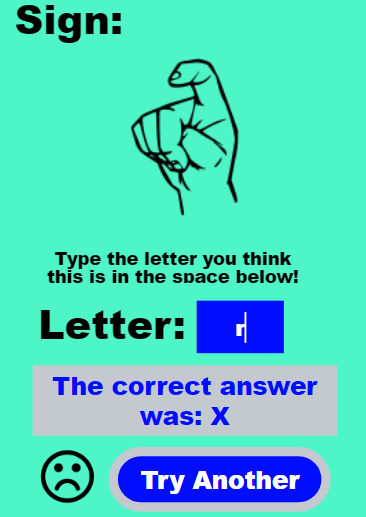 Sign:
Type the letter you think
this is in the space below!
Letter: r
The correct answer
was: X
Try Another